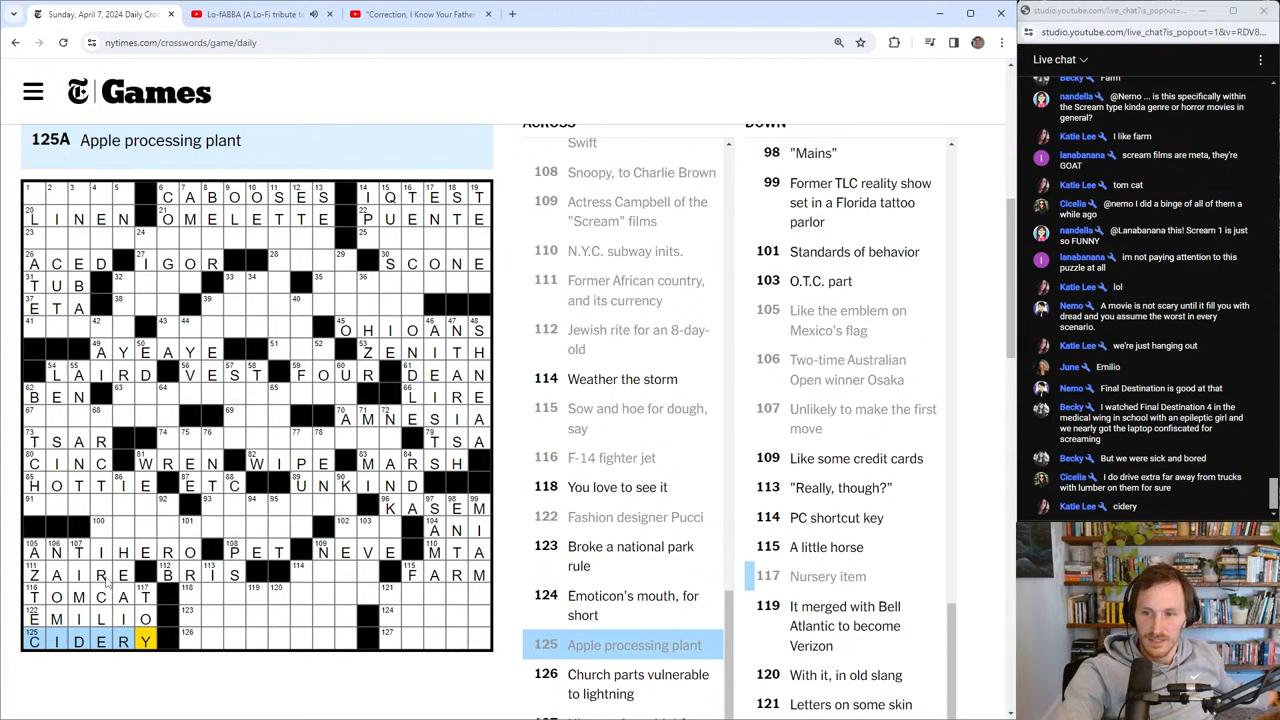 Sunday, April 7, 2024 Daily Cros
Lo-fABBA (A Lo-Fi tribute to
"Correction, I Know Your Father
nytimes.com/crosswords/game/daily
Games
125A Apple processing plant
ACROSS
Swift
108 Snoopy, to Charlie Brown
109 Actress Campbell of the
"Scream" films
110 N.Y.C. subway inits.
111 Former African country,
and its currency
112 Jewish rite for an 8-day-
old
114 Weather the storm
115 Sow and hoe for dough,
say
116 F-14 fighter jet
118 You love to see it
122 Fashion designer Pucci
123 Broke a national park
rule
124 Emoticon's mouth, for
short
125 Apple processing plant
126 Church parts vulnerable
to lightning
DOWN
98 "Mains"
99 Former TLC reality show
set in a Florida tattoo
parlor
101 Standards of behavior
103 O.T.C. part
105 Like the emblem on
Mexico's flag
106 Two-time Australian
Open winner Osaka
107 Unlikely to make the first
move
109 Like some credit cards
113 "Really, though?"
114 PC shortcut key
115 A little horse
117 Nursery item
119 It merged with Bell
Atlantic to become
Verizon
120 With it, in old slang
121 Letters on some skin
CABOOSES IQTEST
LINEN OMELETTE PUENTE
ACED IGOR SCONE
TUB
ETA
OHIOANS
AYEAYE ZENITH
LAIRD VEST FOUR DEAN
BEN IRE
AMNESIA
TSAR TSA
CINC WREN WIPE MARSH
HOTTIE ETC UNKIND
KASEM
ANI
ANTIHERO PET NEVE MTA
ZAIRE BRIS FARM
TOMCAT
EMILIO
CIDERY
studio.youtube.com/live_chat?is_popout=...
studio.youtube.com/live_chat?is_popout=1&v=RDV8...
Live chat
Becky Farm
nandella @Nemo ... is this specifically within
the Scream type kinda genre or horror movies in
general?
Katie Lee I like farm
lanabanana scream films are meta, they're
GOAT
Katie Lee tom cat
Cicelia @nemo I did a binge of all of them a
while ago
nandella @Lanabanana this! Scream 1 is just
so FUNNY
lanabanana im not paying attention to this
puzzle at all
Katie Lee lol
Nemo A movie is not scary until it fill you with
dread and you assume the worst in every
scenario.
Katie Lee we're just hanging out
June Emilio
Nemo Final Destination is good at that
Becky I watched Final Destination 4 in the
medical wing in school with an epileptic girl and
we nearly got the laptop confiscated for
screaming
Becky But we were sick and bored
Cicelia I do drive extra far away from trucks
with lumber on them for sure
Katie Lee cidery